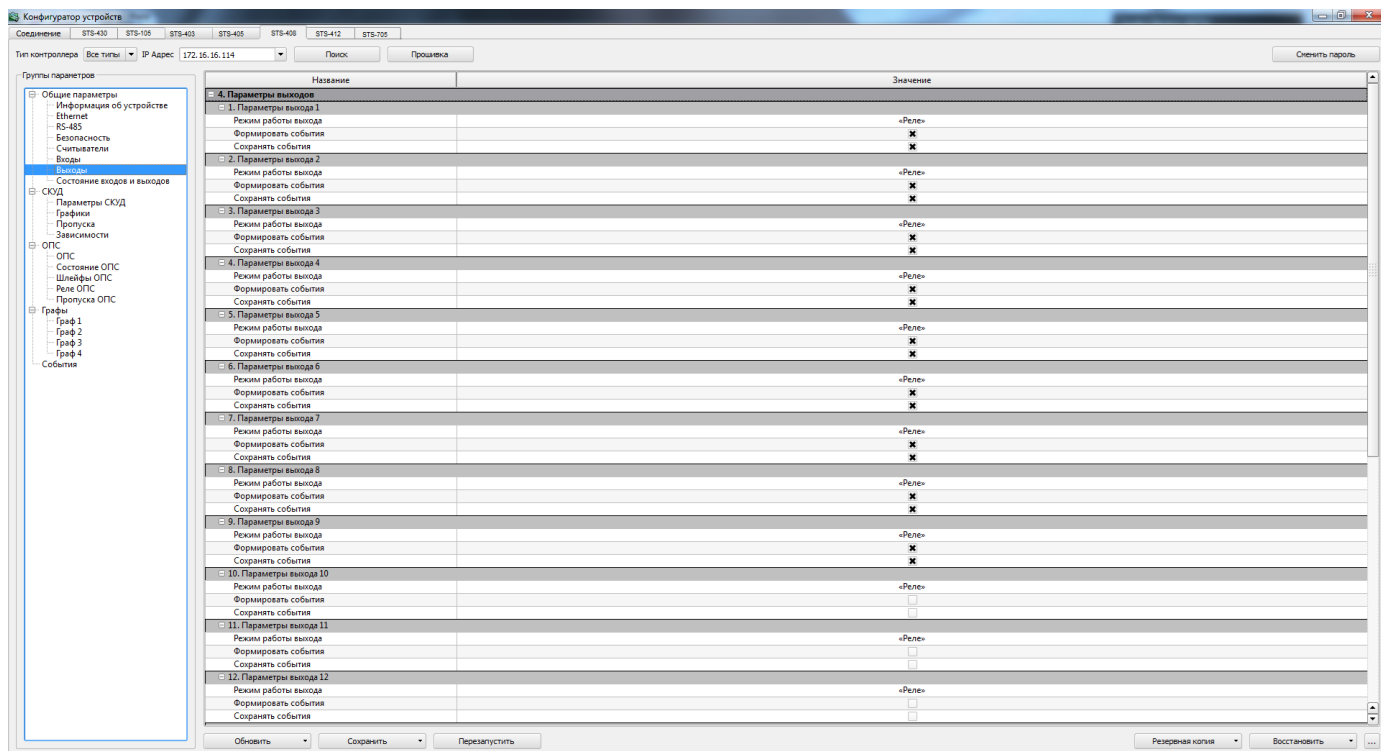 Конфигуратор устройств
Соединение STS-430 STS-106 STS-403 STS-405 STS-408 STS-412 STS-705
Тип контроллера Все типы IP Адрес 172.16.16.114 Поиск Прошивка Сменить пароль
Группы параметров
Общие параметры
Информация об устройстве
Ethernet
RS-485
Безопасность
Считыватели
Входы
Выходы
Состояние входов и выходов
СКУД
Параметры СКУД
Графики
Пропуска
Зависимости
ОПС
ОПС
Состояние ОПС
Шлейфы ОПС
Реле ОПС
Пропуска ОПС
Графы
Граф 1
Граф 2
Граф 3
Граф 4
События
Название Значение
4. Параметры выходов
1. Параметры выхода 1
Режим работы выхода «Реле»
Формировать события
Сохранять события
2. Параметры выхода 2
Режим работы выхода «Реле»
Формировать события
Сохранять события
3. Параметры выхода 3
Режим работы выхода «Реле»
Формировать события
Сохранять события
4. Параметры выхода 4
Режим работы выхода «Реле»
Формировать события
Сохранять события
5. Параметры выхода 5
Режим работы выхода «Реле»
Формировать события
Сохранять события
6. Параметры выхода 6
Режим работы выхода «Реле»
Формировать события
Сохранять события
7. Параметры выхода 7
Режим работы выхода «Реле»
Формировать события
Сохранять события
8. Параметры выхода 8
Режим работы выхода «Реле»
Формировать события
Сохранять события
9. Параметры выхода 9
Режим работы выхода «Реле»
Формировать события
Сохранять события
10. Параметры выхода 10
Режим работы выхода «Реле»
Формировать события
Сохранять события
11. Параметры выхода 11
Режим работы выхода «Реле»
Формировать события
Сохранять события
12. Параметры выхода 12
Режим работы выхода «Реле»
Формировать события
Сохранять события
Обновить Сохранить Перезапустить Резервная копия Восстановить ...